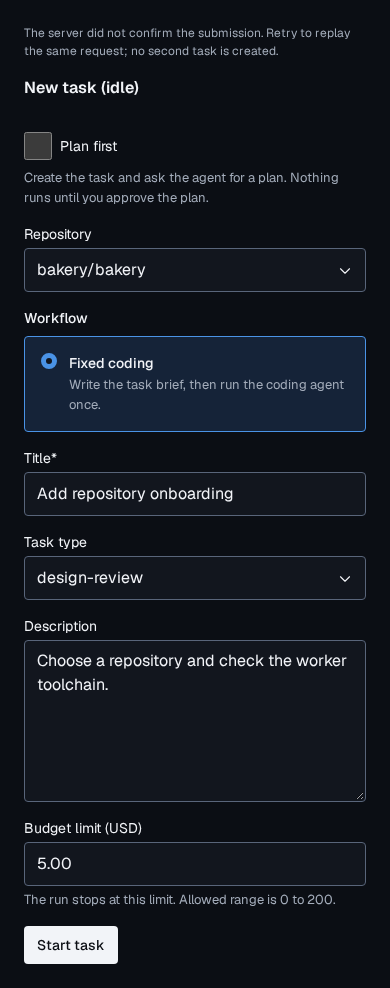 The server did not confirm the submission. Retry to replay
the same request; no second task is created.
New task (idle)
Plan first
Create the task and ask the agent for a plan. Nothing
runs until you approve the plan.
Repository
bakery/bakery
Workflow
Fixed coding
Write the task brief, then run the coding agent
once.
Title*
Add repository onboarding
Task type
design-review
Description
Choose a repository and check the worker
toolchain.
Budget limit (USD)
5.00
The run stops at this limit. Allowed range is 0 to 200.
Start task